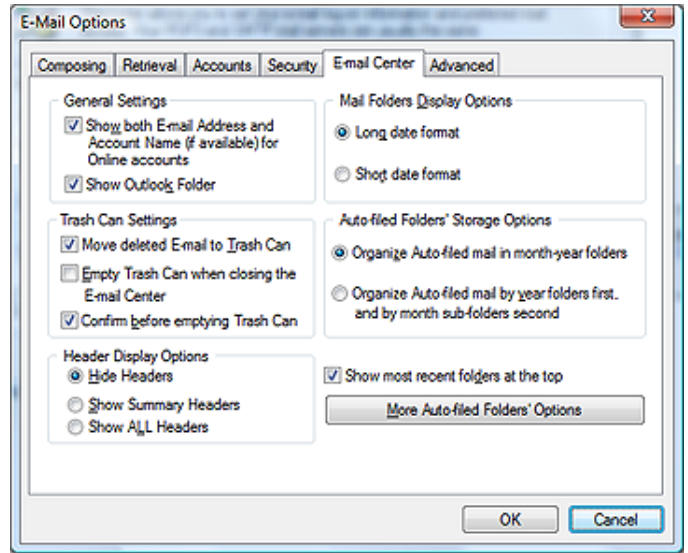 E-Mail Options
Composing Retrieval Accounts Security E-mail Center Advanced
General Settings
Show both E-mail Address and
Account Name (if available) for
Online accounts
Show Outlook Folder
Trash Can Settings
Move deleted E-mail to Trash Can
Empty Trash Can when closing the
E-mail Center
Confirm before emptying Trash Can
Header Display Options
Hide Headers
Show Summary Headers
Show ALL Headers
Mail Folders Display Options
Long date format
Short date format
Auto-filed Folders' Storage Options
Organize Auto-filed mail in month-year folders
Organize Auto-filed mail by year folders first.
and by month sub-folders second
Show most recent folders at the top
More Auto-filed Folders' Options
OK Cancel